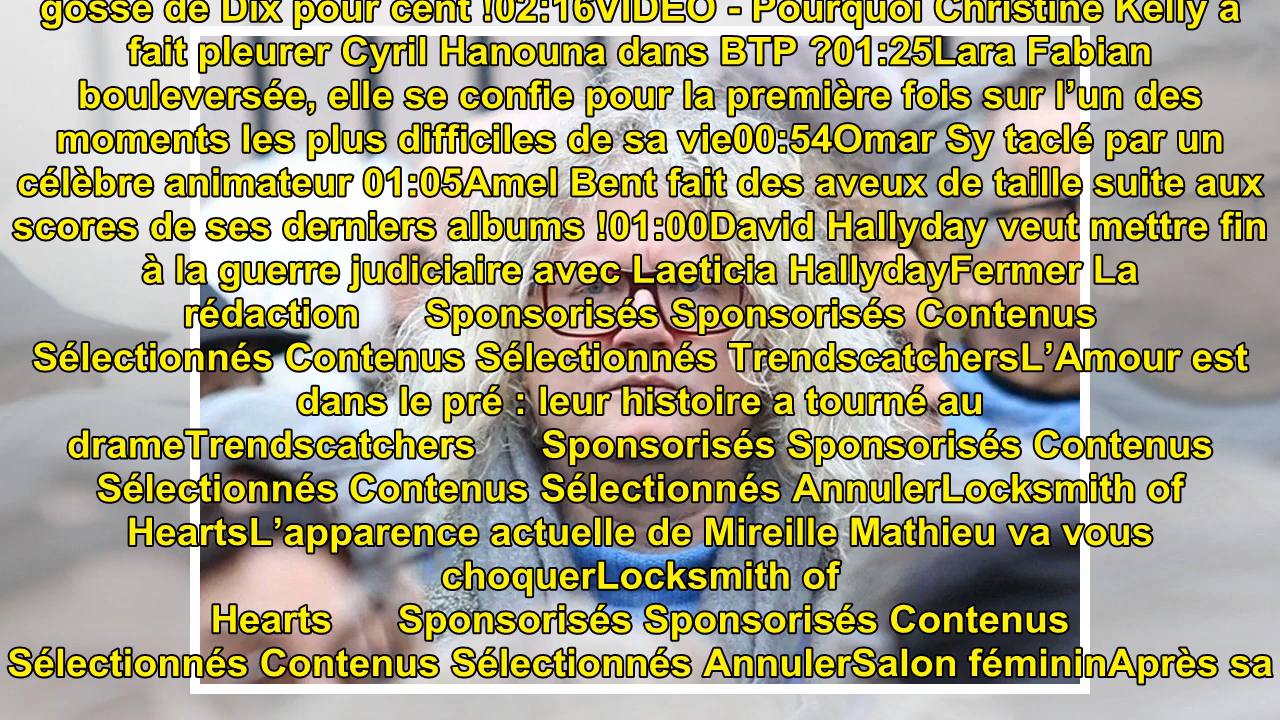 gosse de Dix pour cent !02:16VIDEO - Pourquoi Christine Kelly a
fait pleurer Cyril Hanouna dans BTP ?01:25Lara Fabian
bouleversée, elle se confie pour la première fois sur l’un des
moments les plus difficiles de sa vie00:54Omar Sy taclé par un
célèbre animateur 01:05Amel Bent fait des aveux de taille suite aux
scores de ses derniers albums !01:00David Hallyday veut mettre fin
à la guerre judiciaire avec Laeticia HallydayFermer La
rédaction Sponsorisés Sponsorisés Contenus
Sélectionnés Contenus Sélectionnés TrendscatchersL’Amour est
dans le pré : leur histoire a tourné au
drameTrendscatchers Sponsorisés Sponsorisés Contenus
Sélectionnés Contenus Sélectionnés AnnulerLocksmith of
HeartsL’apparence actuelle de Mireille Mathieu va vous
choquerLocksmith of
Hearts Sponsorisés Sponsorisés Contenus
Sélectionnés Contenus Sélectionnés AnnulerSalon fémininAprès sa